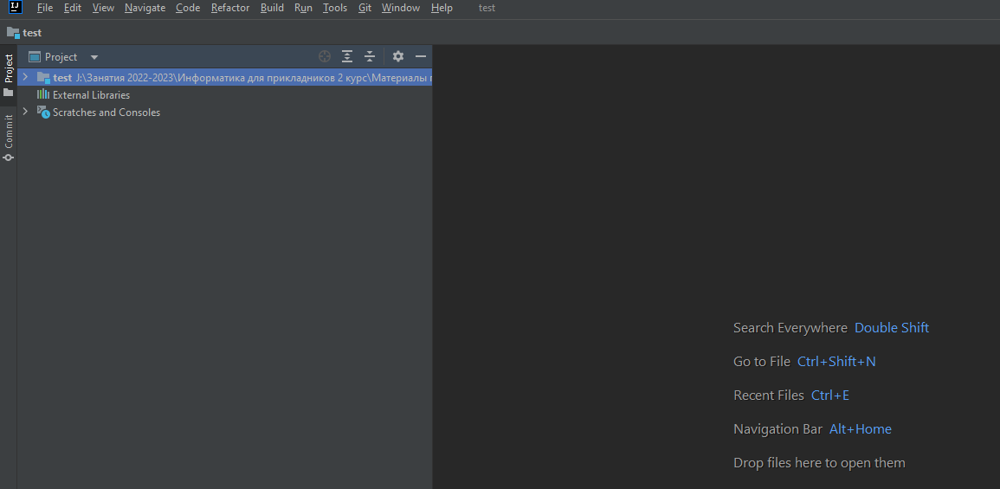 IJ File Edit View Navigate Code Refactor Build Run Tools Git Window Help test
test
Project
Project
test J:\Занятия 2022-2023\Информатика для прикладников 2 курс\Материалы
External Libraries
Scratches and Consoles
Commit
Search Everywhere Double Shift
Go to File Ctrl+Shift+N
Recent Files Ctrl+E
Navigation Bar Alt+Home
Drop files here to open them